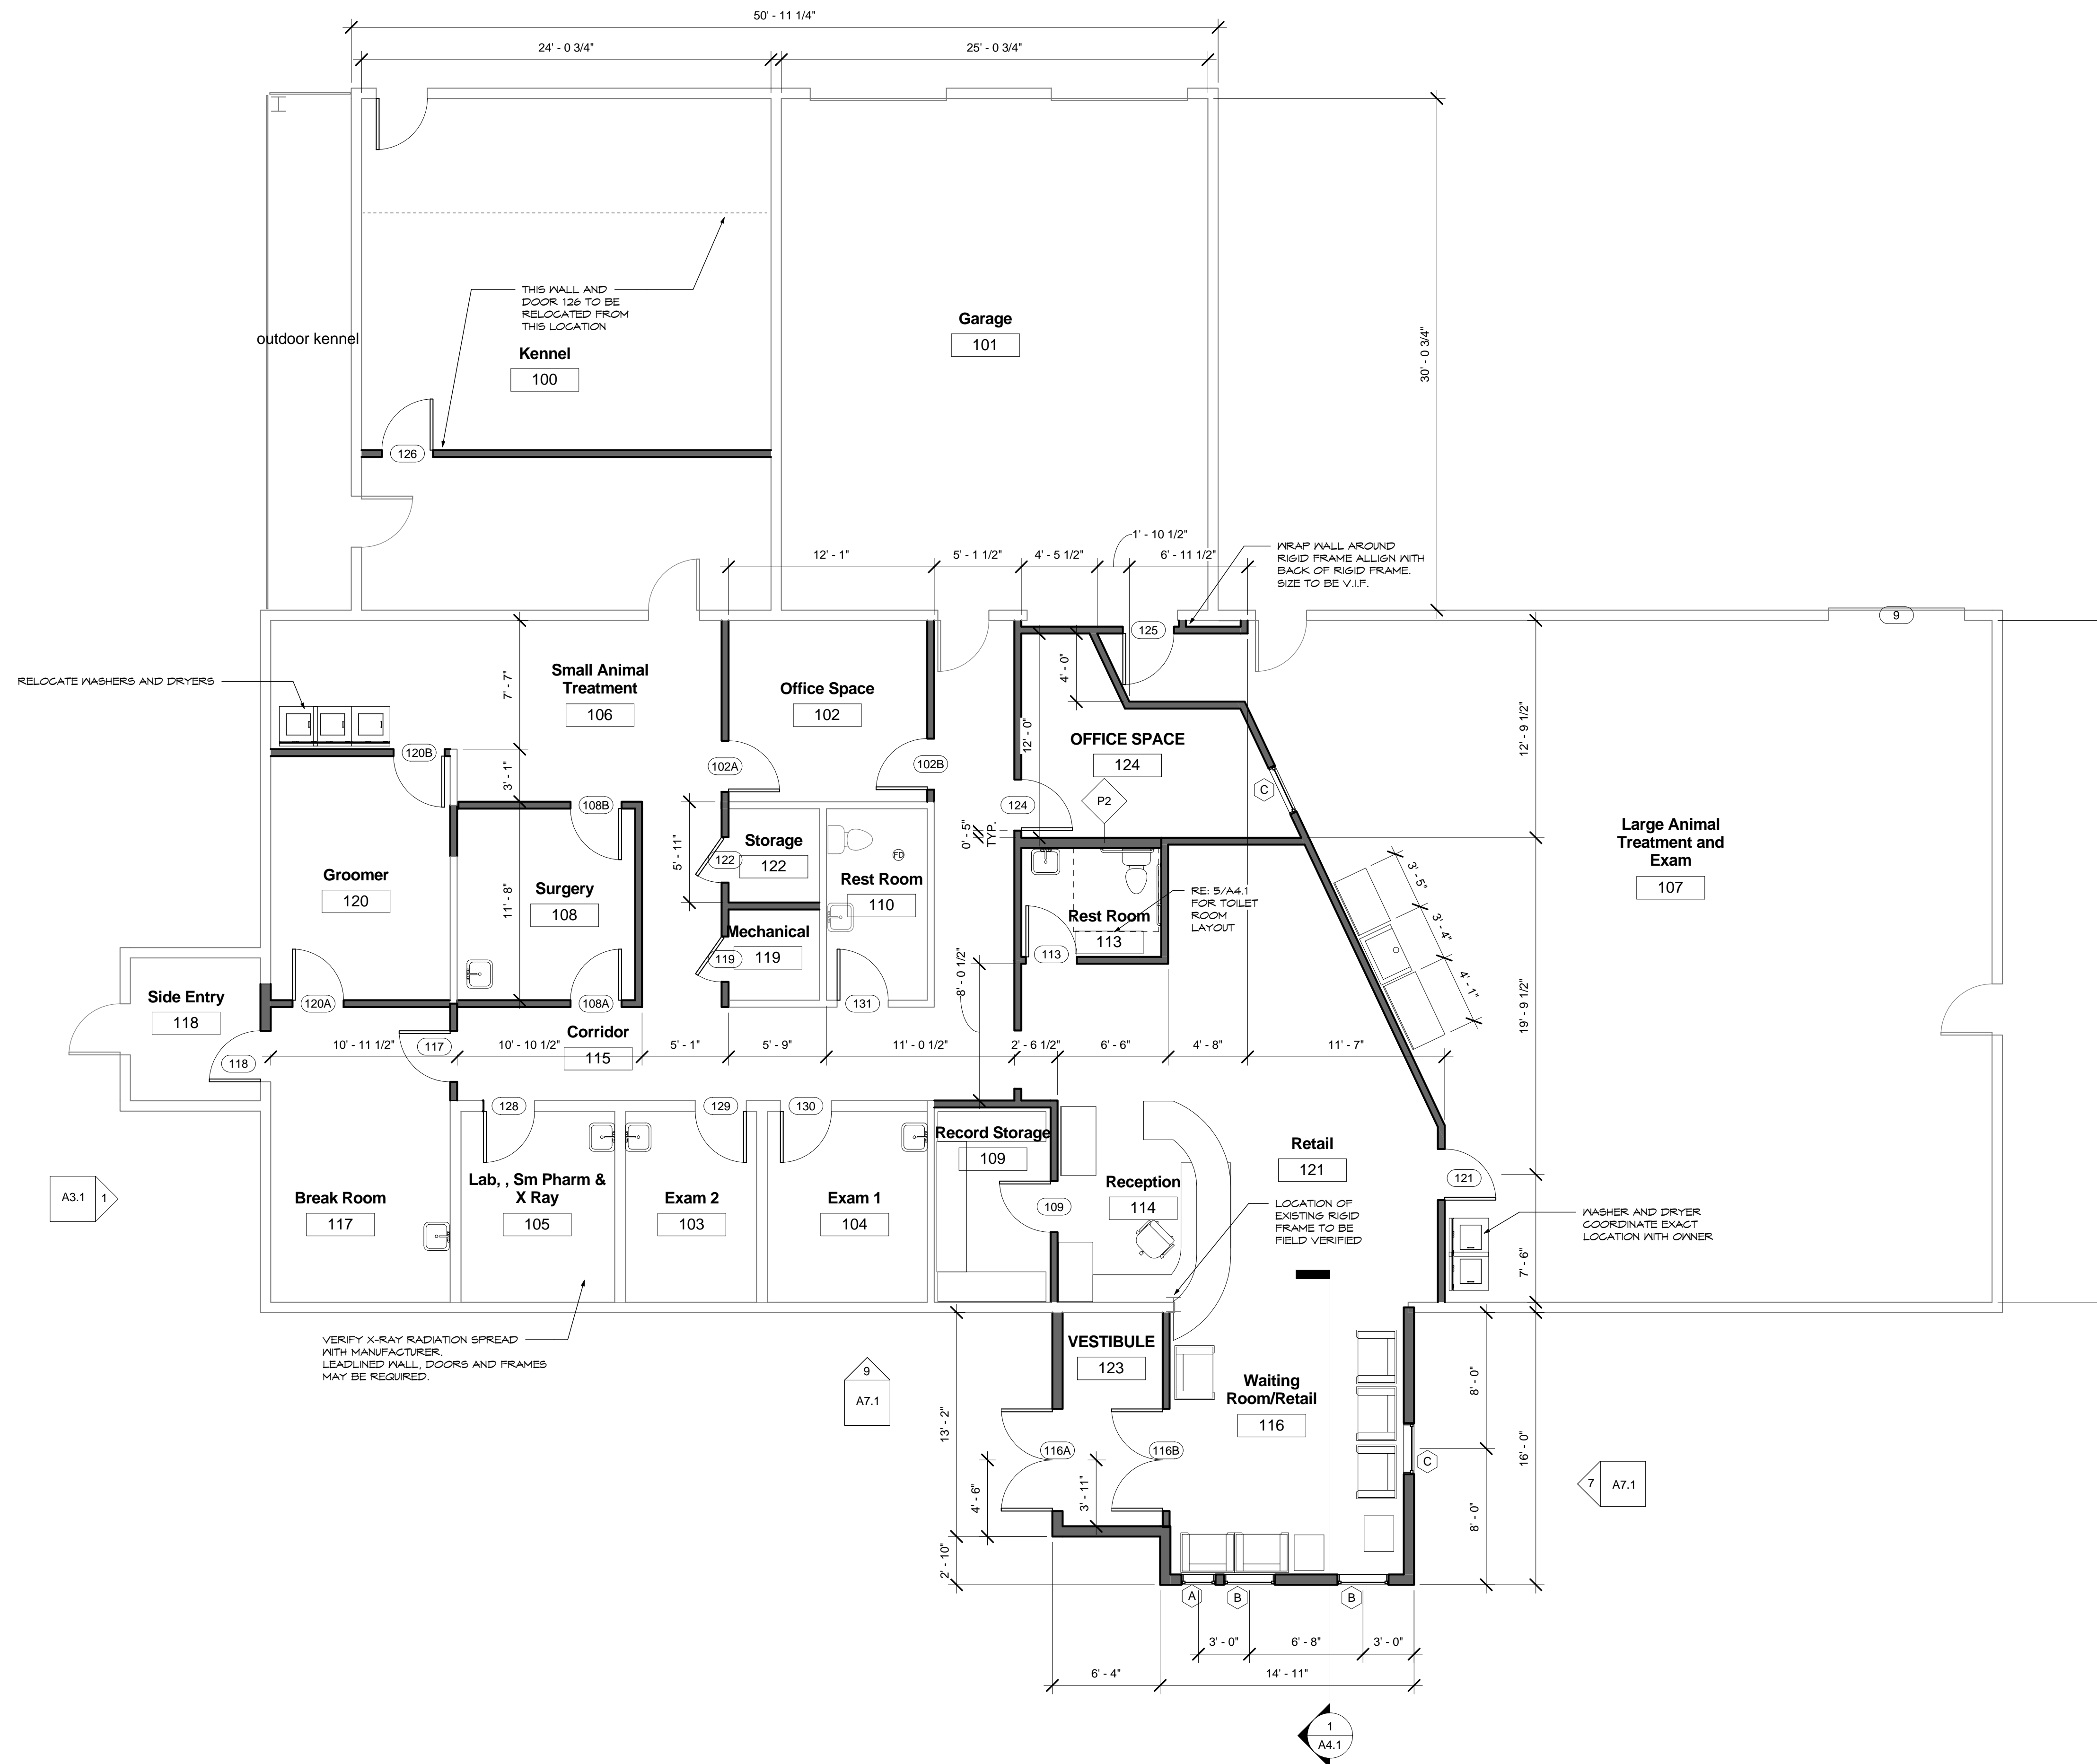 50' - 11 1/4"
24' - 0 3/4"
25' - 0 3/4"
30' - 0 3/4"
outdoor kennel
THIS WALL AND
DOOR 126 TO BE
RELOCATED FROM
THIS LOCATION
Kennel
100
Garage
101
126
1' - 10 1/2"
12' - 1"
5' - 1 1/2"
4' - 5 1/2"
6' - 11 1/2"
WRAP WALL AROUND
RIGID FRAME ALLIGN WITH
BACK OF RIGID FRAME.
SIZE TO BE V.I.F.
9
125
RELOCATE WASHERS AND DRYERS
7' - 7"
Small Animal
Treatment
106
Office Space
102
4' - 0"
12' - 0"
12' - 9 1/2"
OFFICE SPACE
124
120B
102A
102B
3' - 1"
C
108B
124
P2
0' - 5"
TYP.
Large Animal
Treatment and
Exam
107
5' - 11"
Storage
122
122
FD
Groomer
120
Surgery
108
11' - 8"
Rest Room
110
Rest Room
113
RE: 5/A4.1
FOR TOILET
ROOM
LAYOUT
3' - 5"
3' - 4"
4' - 1"
Mechanical
119
119
113
8' - 0 1/2"
19' - 9 1/2"
Side Entry
118
120A
108A
131
118
117
Corridor
115
10' - 11 1/2"
10' - 10 1/2"
5' - 1"
5' - 9"
11' - 0 1/2"
2' - 6 1/2"
6' - 6"
4' - 8"
11' - 7"
128
129
130
Record Storage
109
Retail
121
121
A3.1
1
Break Room
117
Lab, , Sm Pharm &
X Ray
105
Exam 2
103
Exam 1
104
109
Reception
114
LOCATION OF
EXISTING RIGID
FRAME TO BE
FIELD VERIFIED
WASHER AND DRYER
COORDINATE EXACT
LOCATION WITH OWNER
7' - 6"
VERIFY X-RAY RADIATION SPREAD
WITH MANUFACTURER.
LEADLINED WALL, DOORS AND FRAMES
MAY BE REQUIRED.
9
A7.1
VESTIBULE
123
Waiting
Room/Retail
116
8' - 0"
13' - 2"
16' - 0"
116A
116B
C
7
A7.1
4' - 6"
3' - 11"
8' - 0"
2' - 10"
A
B
B
3' - 0"
6' - 8"
3' - 0"
6' - 4"
14' - 11"
1
A4.1